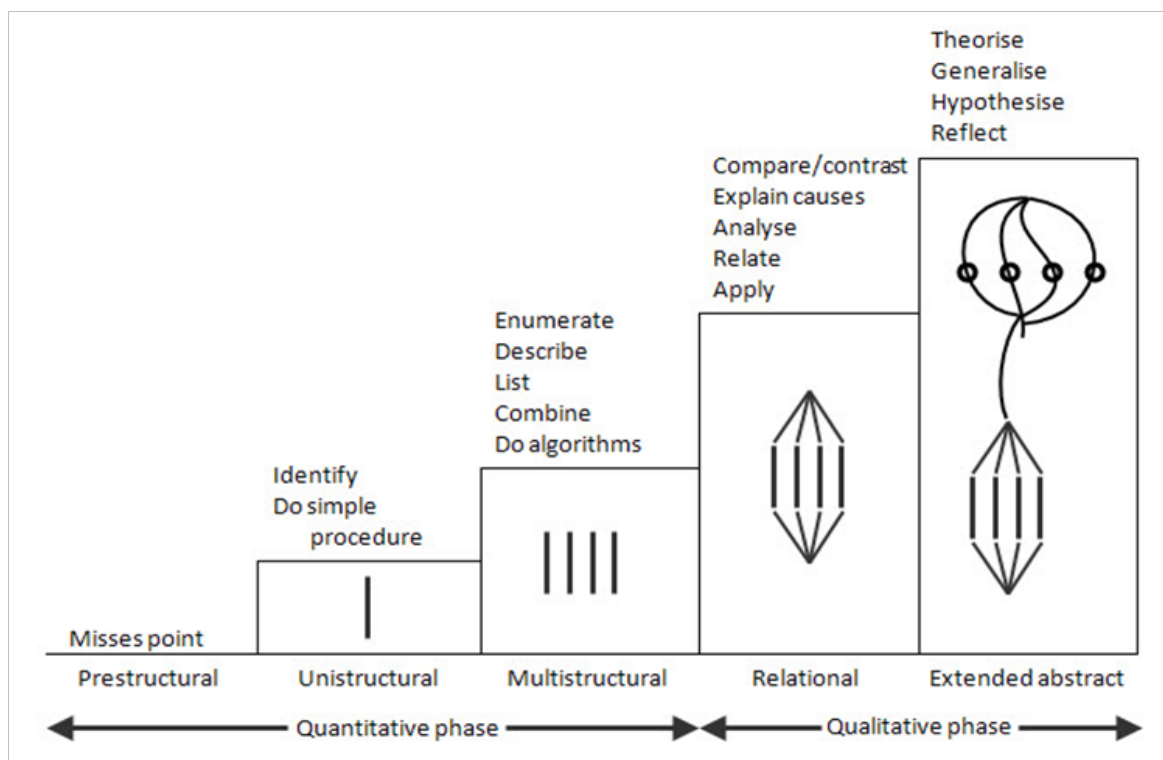 Theorise
Generalise
Hypothesise
Reflect
Compare/contrast
Explain causes
Analyse
Relate
Apply
Enumerate
Describe
List
Combine
Do algorithms
Identify
Do simple
procedure
Misses point
Prestructural
Unistructural
Multistructural
Relational
Extended abstract
Quantitative phase
Qualitative phase